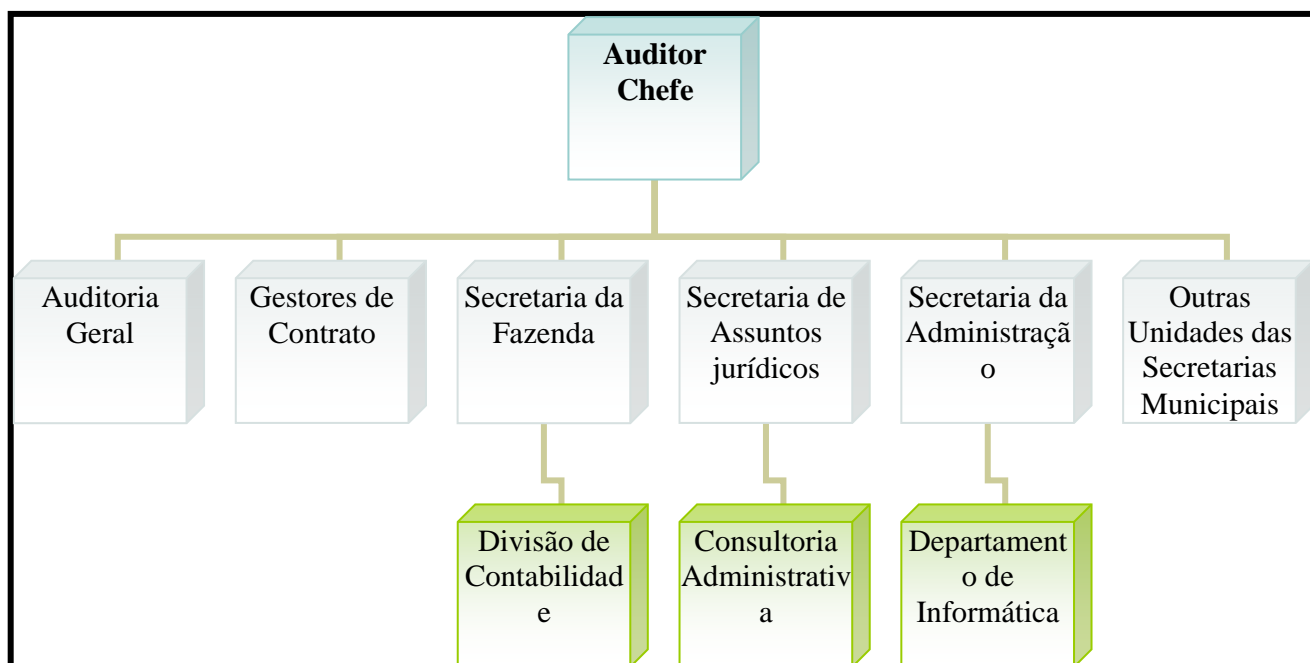 Auditor
Chefe
Auditoria
Geral
Gestores de
Contrato
Secretaria da
Fazenda
Secretaria de
Assuntos
jurídicos
Secretaria da
Administraçã
o
Outras
Unidades das
Secretarias
Municipais
Divisão de
Contabilidad
e
Consultoria
Administrativ
a
Departament
o de
Informática